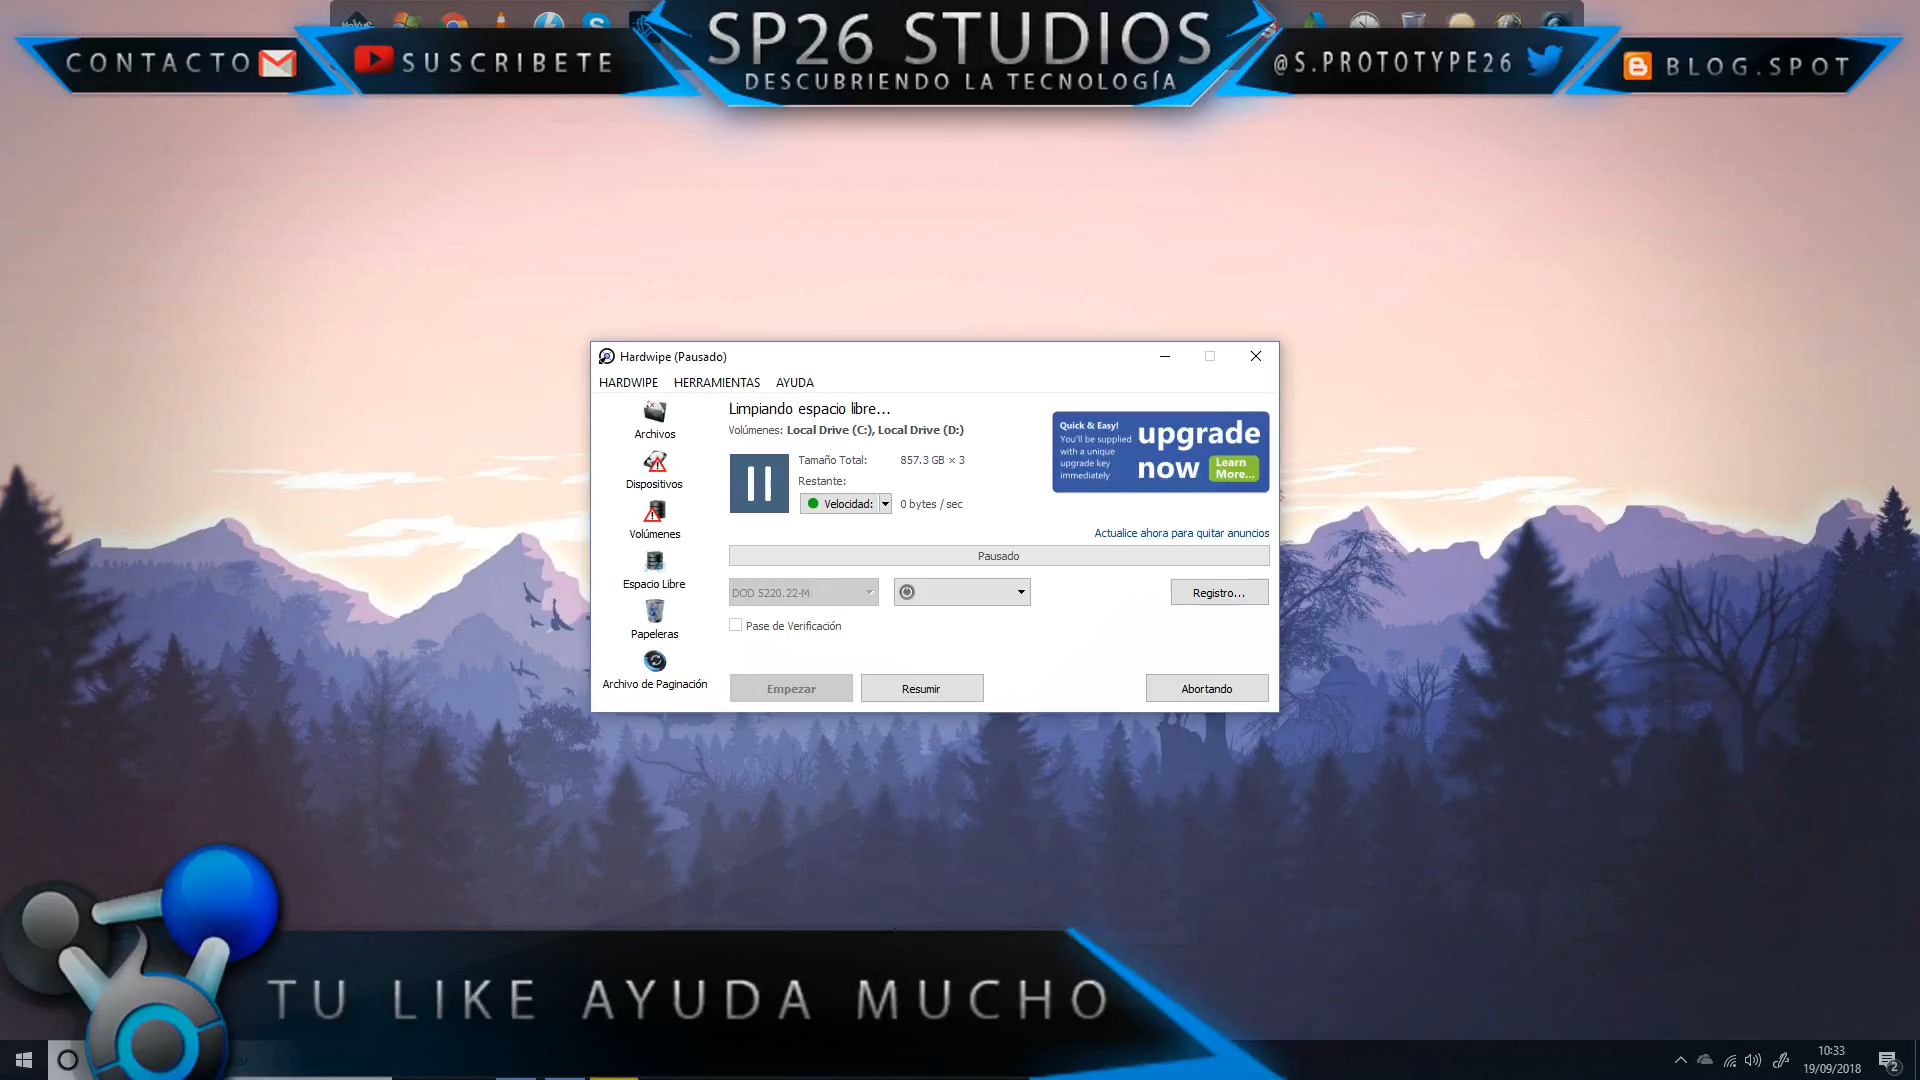 SP26 STUDIOS
DESCUBRIENDO LA TECNOLOGÍA
CONTACTO
SUSCRIBETE
@S.PROTOTYPE26
BLOG.SPOT
Hardwipe (Pausado)
HARDWIPE HERRAMIENTAS AYUDA
Archivos
Dispositivos
Volúmenes
Espacio Libre
Papeleras
Archivo de Paginación
Limpiando espacio libre...
Volúmenes: Local Drive (C:), Local Drive (D:)
Tamaño Total: 857.3 GB × 3
Restante:
Velocidad: 0 bytes / sec
Quick & Easy!
You'll be supplied
with a unique
upgrade key
immediately
upgrade
now
Learn
More...
Actualice ahora para quitar anuncios
Pausado
DOD 5220.22-M
Registro...
Pase de Verificación
Empezar
Resumir
Abortando
TU LIKE AYUDA MUCHO
10:33
19/09/2018
2